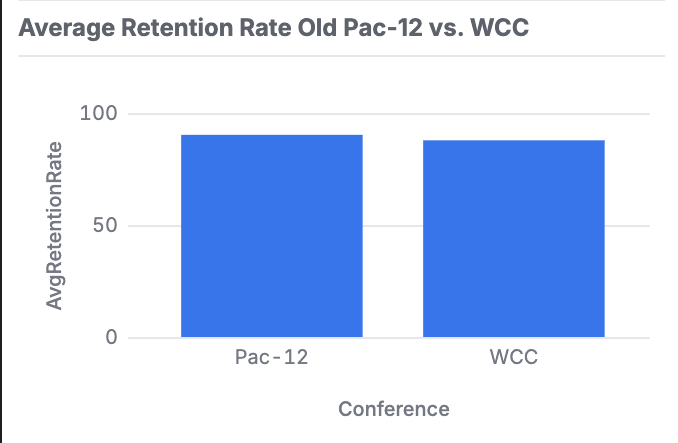 Average Retention Rate Old Pac-12 vs. WCC
100
AvgRetentionRate
50
0
Pac-12 WCC
Conference